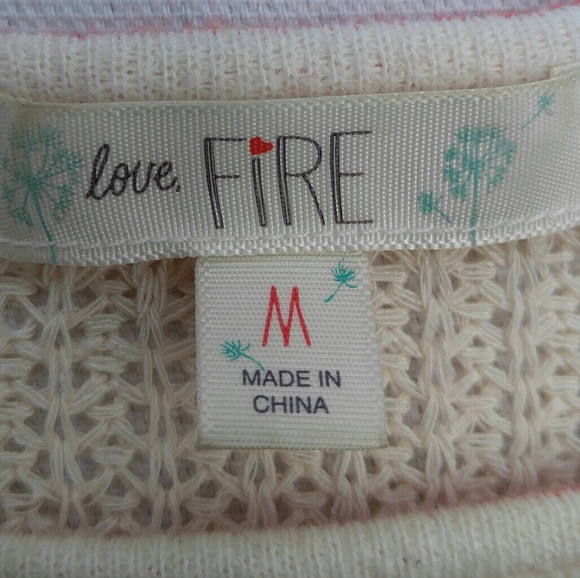 love, FiRE
M
MADE IN
CHINA